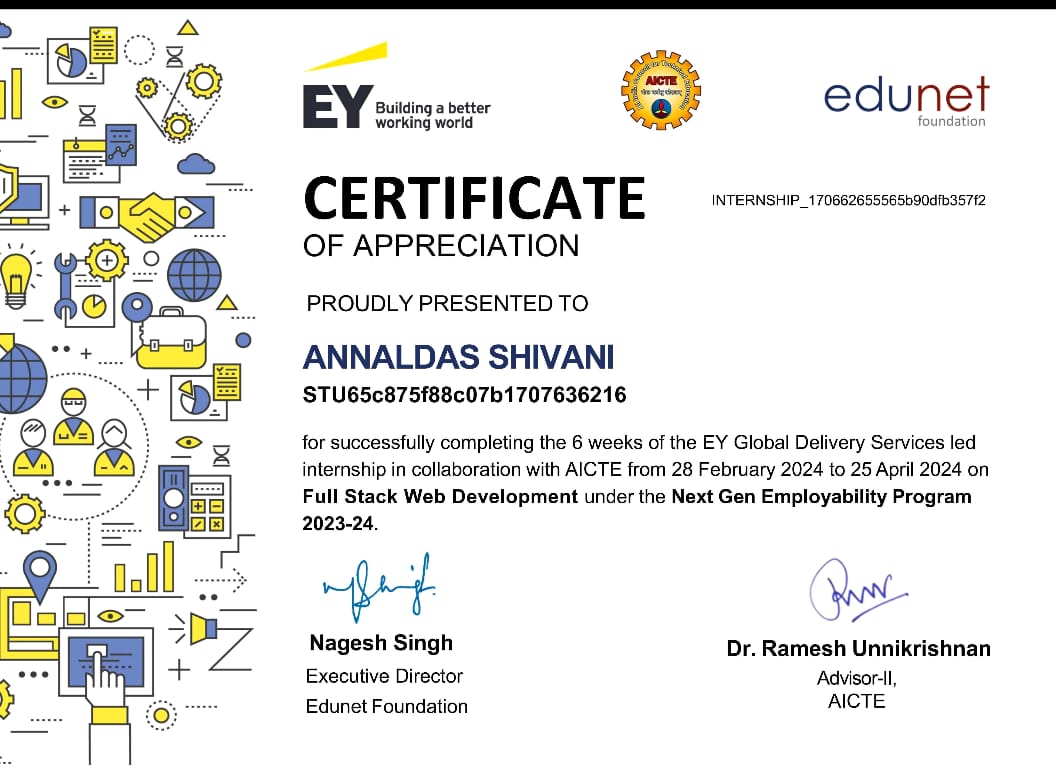 EY Building a better
working world
AICTE
edunet
foundation
CERTIFICATE
INTERNSHIP_170662655565b90dfb357f2
OF APPRECIATION
PROUDLY PRESENTED TO
ANNALDAS SHIVANI
STU65c875f88c07b1707636216
for successfully completing the 6 weeks of the EY Global Delivery Services led
internship in collaboration with AICTE from 28 February 2024 to 25 April 2024 on
Full Stack Web Development under the Next Gen Employability Program
2023-24.
Nagesh Singh
Executive Director
Edunet Foundation
Dr. Ramesh Unnikrishnan
Advisor-II,
AICTE